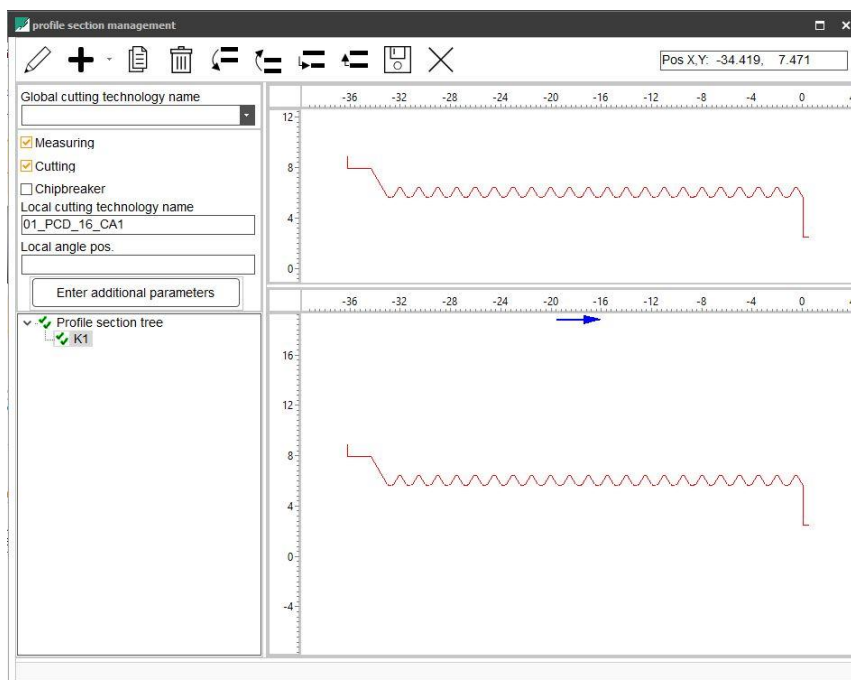 profile section management
Pos X,Y: -34.419, 7.471
Global cutting technology name
Measuring
Cutting
Chipbreaker
Local cutting technology name
01_PCD_16_CA1
Local angle pos.
Enter additional parameters
Profile section tree
K1
-36 -32 -28 -24 -20 -16 -12 -8 -4 0
12
8
4
0
-36 -32 -28 -24 -20 -16 -12 -8 -4 0
16
12
8
4
0
-4